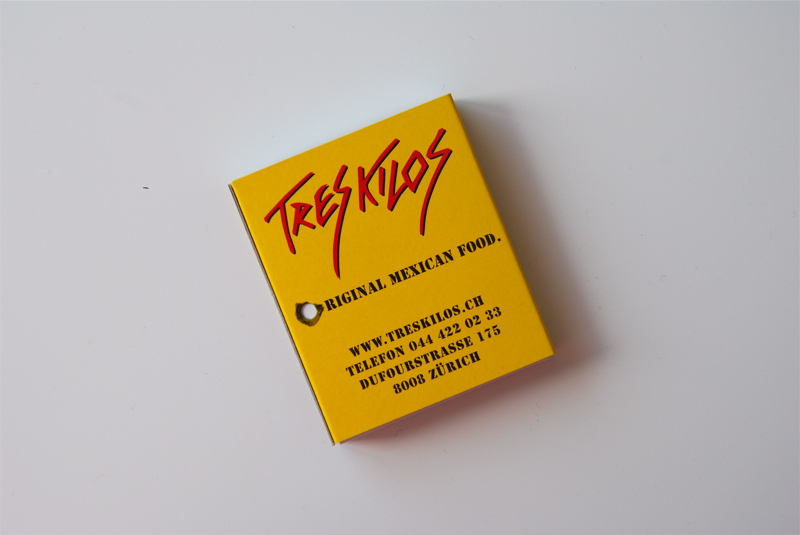 TRES KILOS
ORIGINAL MEXICAN FOOD.
WWW.TRESKILOS.CH
TELEFON 044 422 02 33
DUFOURSTRASSE 175
8008 ZÜRICH